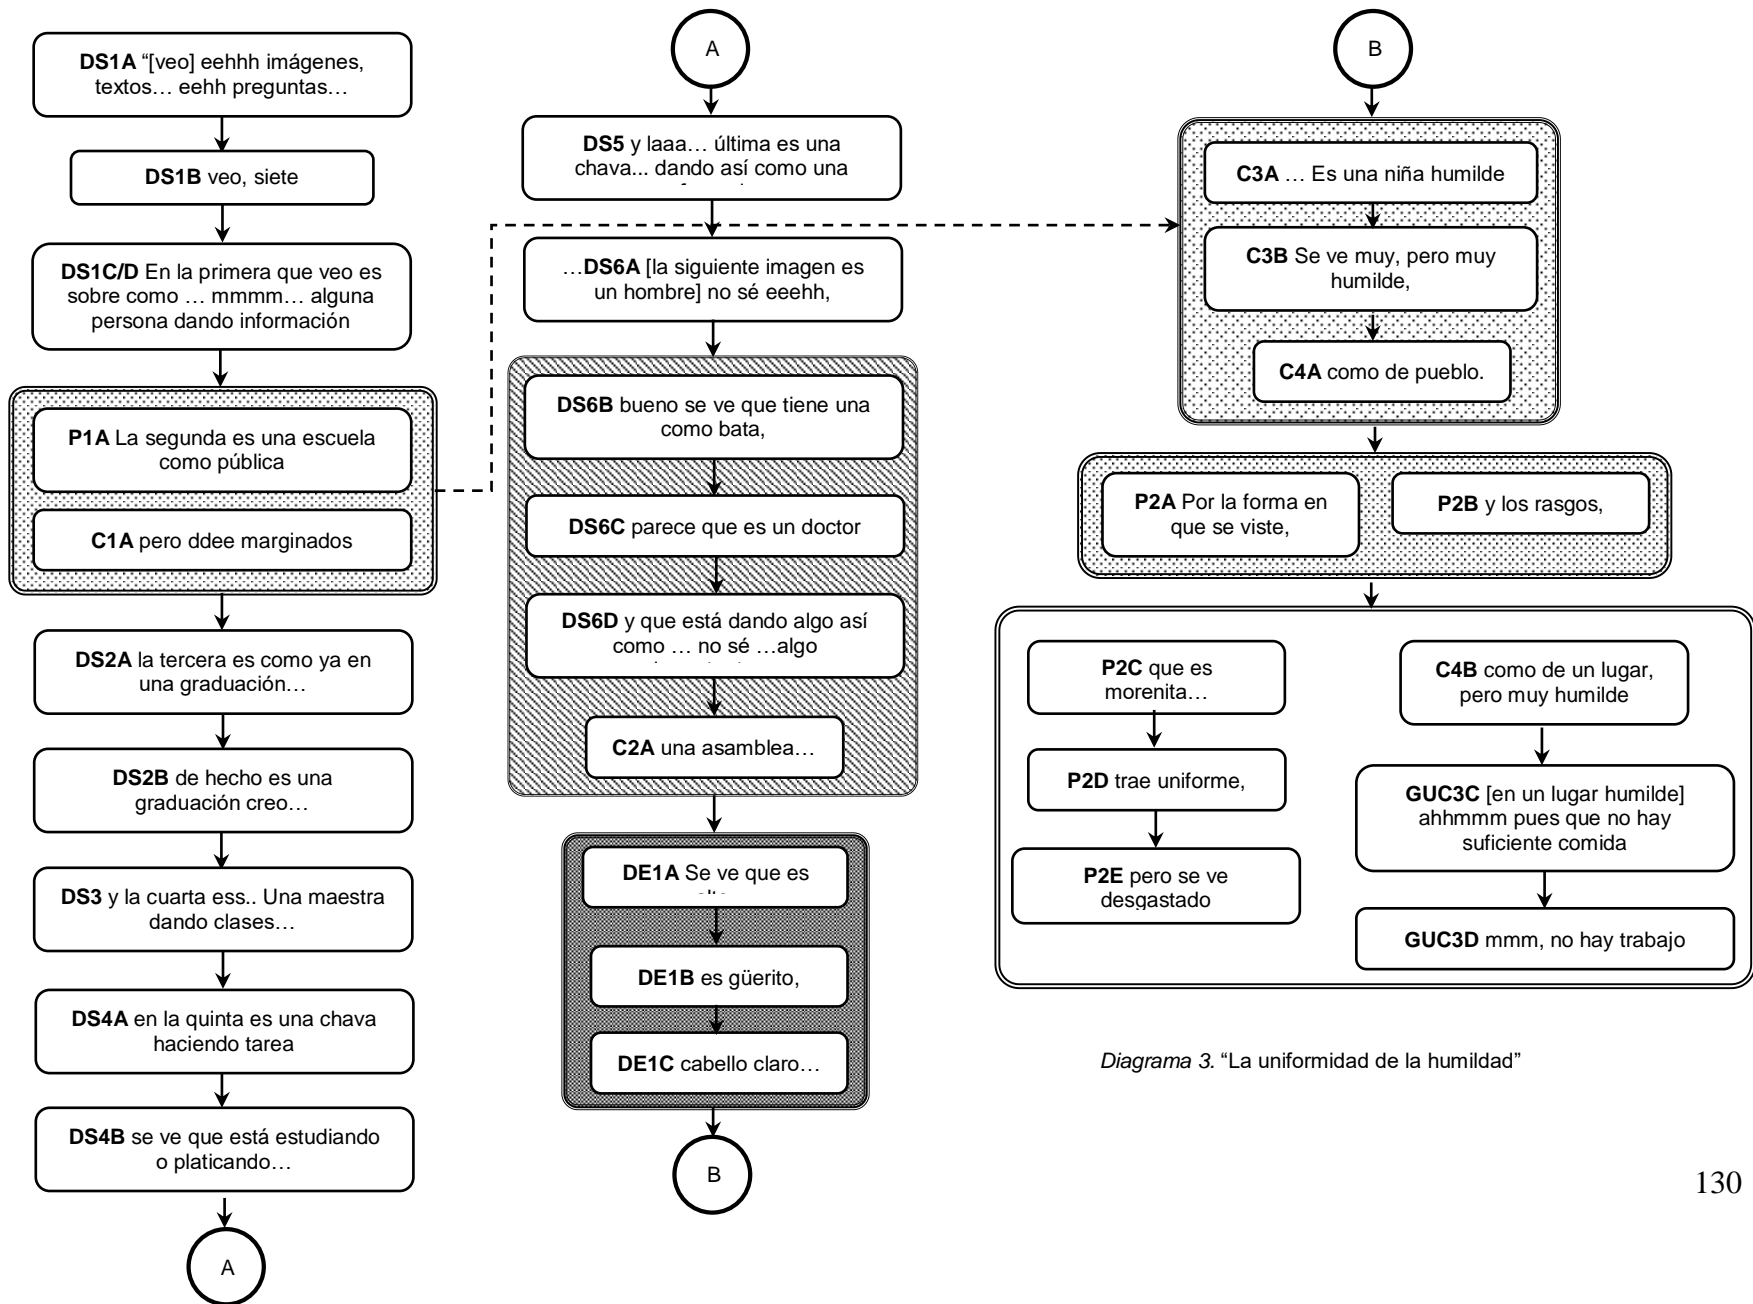 DS1A “[veo] eehhh imágenes,
textos… eehh preguntas…
DS1B veo, siete
DS1C/D En la primera que veo es
sobre como … mmmm… alguna
persona dando información
P1A La segunda es una escuela
como pública
C1A pero ddee marginados
DS2A la tercera es como ya en
una graduación…
DS2B de hecho es una
graduación creo…
DS3 y la cuarta ess.. Una maestra
dando clases…
DS4A en la quinta es una chava
haciendo tarea
DS4B se ve que está estudiando
o platicando…
A
A
DS5 y laaa… última es una
chava... dando así como una
…DS6A [la siguiente imagen es
un hombre] no sé eeehh,
DS6B bueno se ve que tiene una
como bata,
DS6C parece que es un doctor
DS6D y que está dando algo así
como … no sé …algo
C2A una asamblea…
DE1A Se ve que es
DE1B es güerito,
DE1C cabello claro…
B
B
C3A … Es una niña humilde
C3B Se ve muy, pero muy
humilde,
C4A como de pueblo.
P2A Por la forma en
que se viste,
P2B y los rasgos,
P2C que es
morenita…
P2D trae uniforme,
P2E pero se ve
desgastado
C4B como de un lugar,
pero muy humilde
GUC3C [en un lugar humilde]
ahhmmm pues que no hay
suficiente comida
GUC3D mmm, no hay trabajo
Diagrama 3. “La uniformidad de la humildad”
130